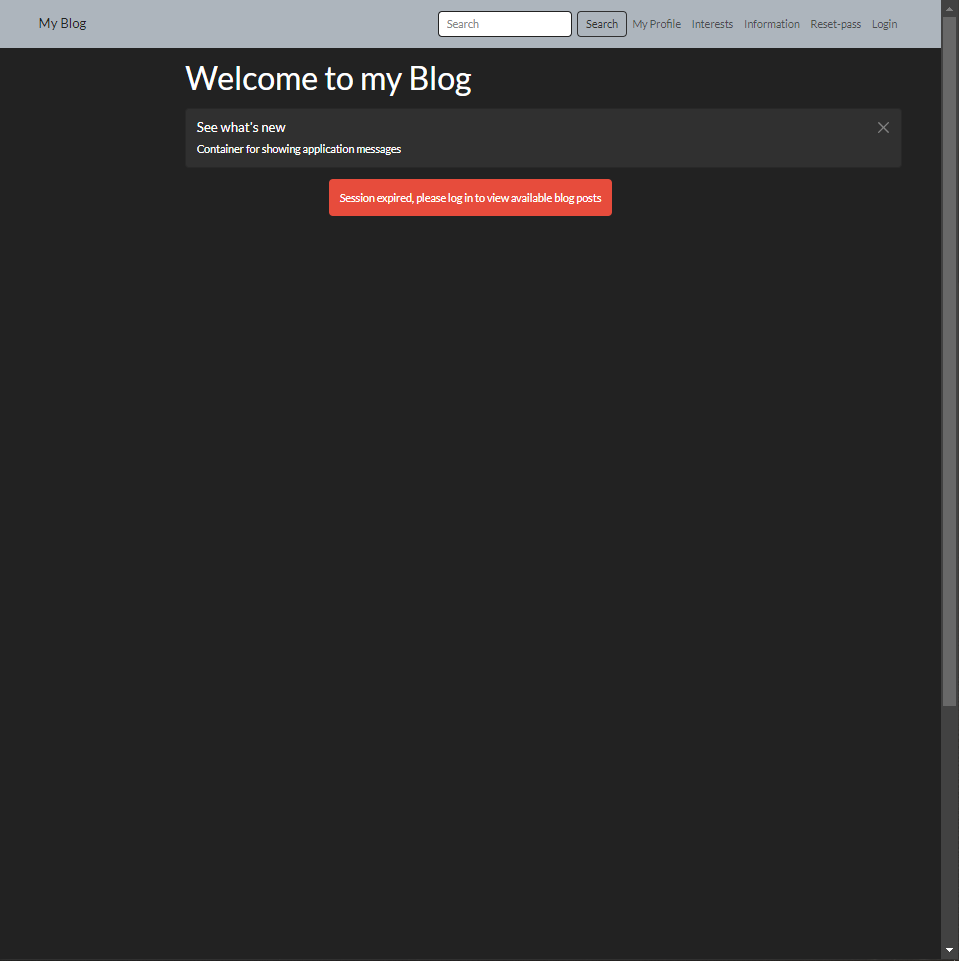 My Blog
Search Search My Profile Interests Information Reset-pass Login
Welcome to my Blog
See what's new
Container for showing application messages
Session expired, please log in to view available blog posts